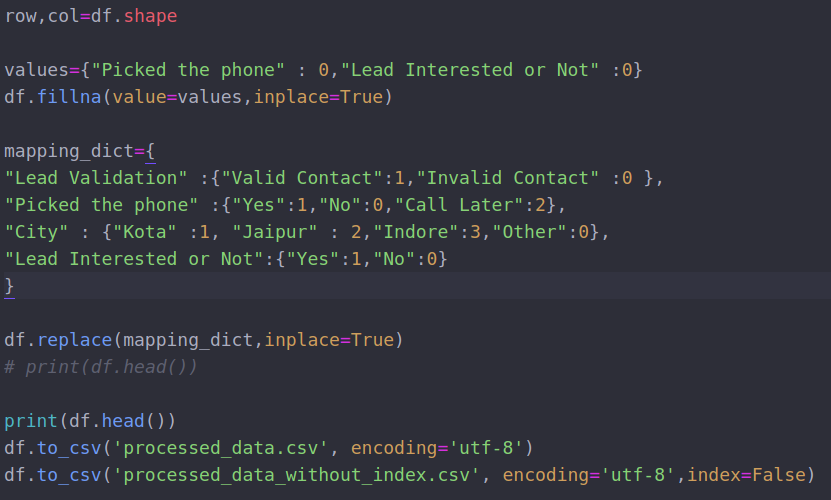 row,col=df.shape
values={"Picked the phone" : 0,"Lead Interested or Not" :0}
df.fillna(value=values,inplace=True)
mapping_dict={
"Lead Validation" :{"Valid Contact":1,"Invalid Contact" :0 },
"Picked the phone" :{"Yes":1,"No":0,"Call Later":2},
"City" : {"Kota" :1, "Jaipur" : 2,"Indore":3,"Other":0},
"Lead Interested or Not":{"Yes":1,"No":0}
}
df.replace(mapping_dict,inplace=True)
# print(df.head())
print(df.head())
df.to_csv('processed_data.csv', encoding='utf-8')
df.to_csv('processed_data_without_index.csv', encoding='utf-8',index=False)